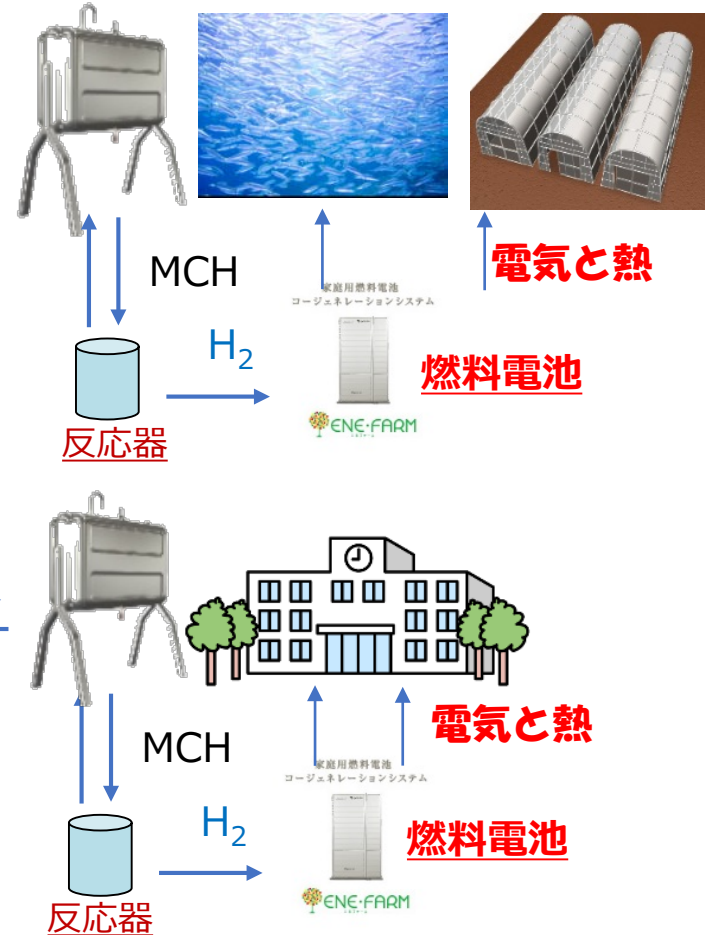 MCH
電気と熱
家庭用燃料電池
コージェネレーションシステム
H₂
燃料電池
ENE・FARM
反応器
MCH
電気と熱
家庭用燃料電池
コージェネレーションシステム
H₂
燃料電池
ENE・FARM
反応器